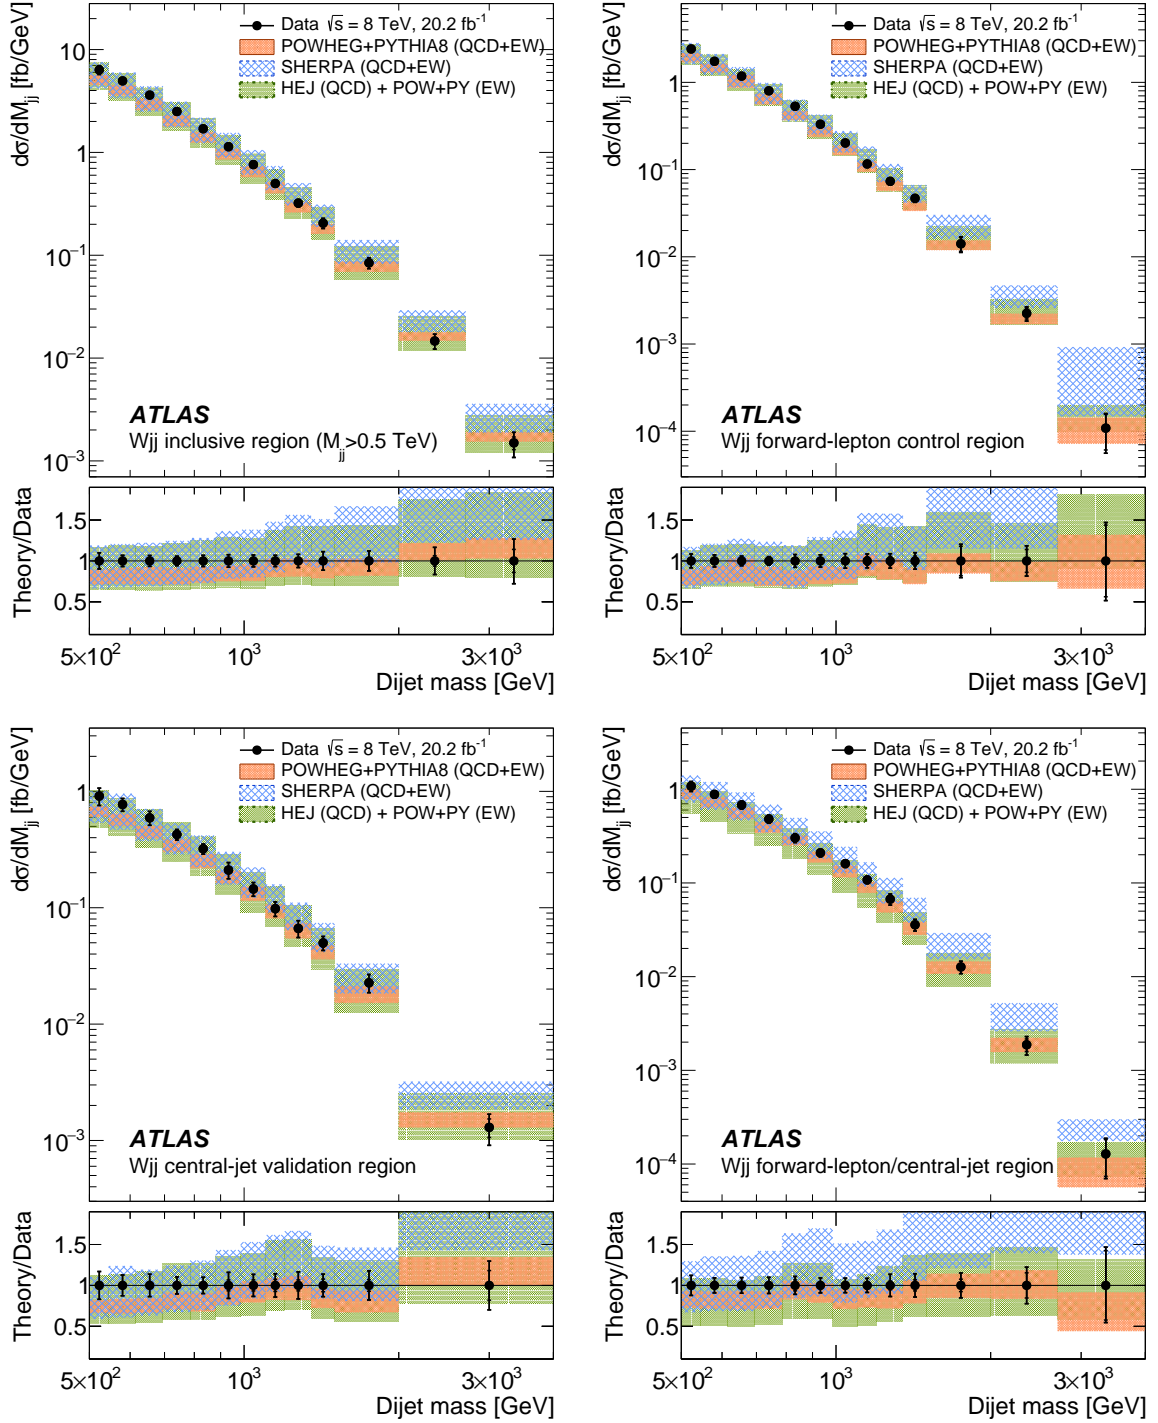 dσ/dM_jj [fb/GeV]
Data √s = 8 TeV, 20.2 fb⁻¹
POWHEG+PYTHIA8 (QCD+EW)
SHERPA (QCD+EW)
HEJ (QCD) + POW+PY (EW)
10
1
10⁻¹
10⁻²
10⁻³
ATLAS
Wjj inclusive region (M_jj>0.5 TeV)
Theory/Data
1.5
1
0.5
5×10² 10³ 3×10³
Dijet mass [GeV]
dσ/dM_jj [fb/GeV]
Data √s = 8 TeV, 20.2 fb⁻¹
POWHEG+PYTHIA8 (QCD+EW)
SHERPA (QCD+EW)
HEJ (QCD) + POW+PY (EW)
1
10⁻¹
10⁻²
10⁻³
10⁻⁴
ATLAS
Wjj forward-lepton control region
Theory/Data
1.5
1
0.5
5×10² 10³ 3×10³
Dijet mass [GeV]
dσ/dM_jj [fb/GeV]
Data √s = 8 TeV, 20.2 fb⁻¹
POWHEG+PYTHIA8 (QCD+EW)
SHERPA (QCD+EW)
HEJ (QCD) + POW+PY (EW)
1
10⁻¹
10⁻²
10⁻³
ATLAS
Wjj central-jet validation region
Theory/Data
1.5
1
0.5
5×10² 10³ 3×10³
Dijet mass [GeV]
dσ/dM_jj [fb/GeV]
Data √s = 8 TeV, 20.2 fb⁻¹
POWHEG+PYTHIA8 (QCD+EW)
SHERPA (QCD+EW)
HEJ (QCD) + POW+PY (EW)
1
10⁻¹
10⁻²
10⁻³
10⁻⁴
ATLAS
Wjj forward-lepton/central-jet region
Theory/Data
1.5
1
0.5
5×10² 10³ 3×10³
Dijet mass [GeV]